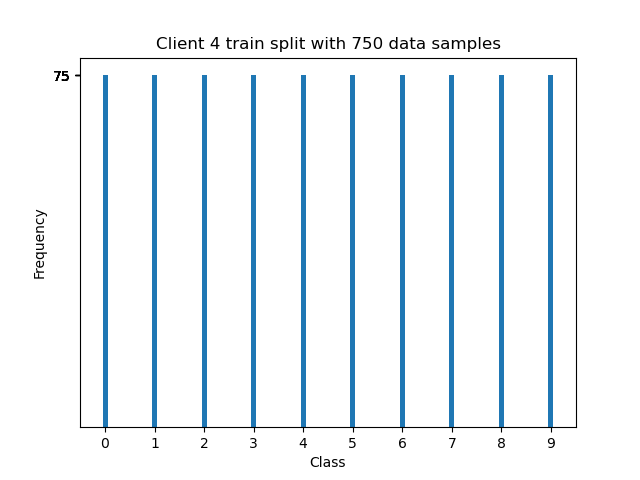 Client 4 train split with 750 data samples
75
Frequency
0 1 2 3 4 5 6 7 8 9
Class